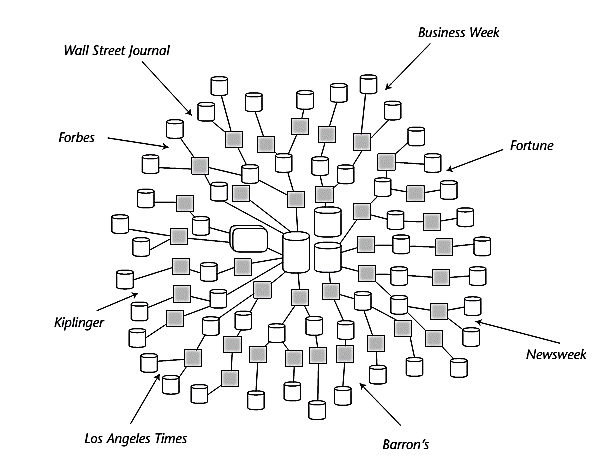 Business Week
Wall Street Journal
Forbes
Fortune
Kiplinger
Newsweek
Los Angeles Times
Barron's